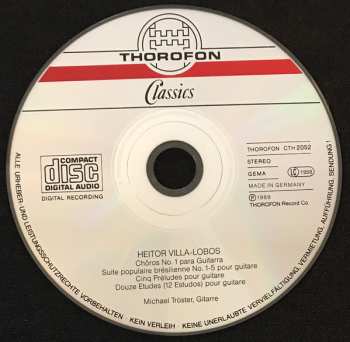 THOROFON
Classics
COMPACT
disc
DIGITAL AUDIO
DIGITAL RECORDING
THOROFON CTH 2052
STEREO
GEMA LC 1958
MADE IN GERMANY
Ⓟ 1989
THOROFON Record Co.
HEITOR VILLA-LOBOS
Chôros No. 1 para Guitarra
Suite populaire brésilienne No. 1-5 pour guitare
Cinq Préludes pour guitare
Douze Etudes (12 Estudos) pour guitare
Michael Tröster, Gitarre
ALLE URHEBER- UND LEISTUNGSSCHUTZRECHTE VORBEHALTEN · KEIN VERLEIH · KEINE UNERLAUBTE VERVIELFÄLTIGUNG, VERMIETUNG, AUFFÜHRUNG, SENDUNG !